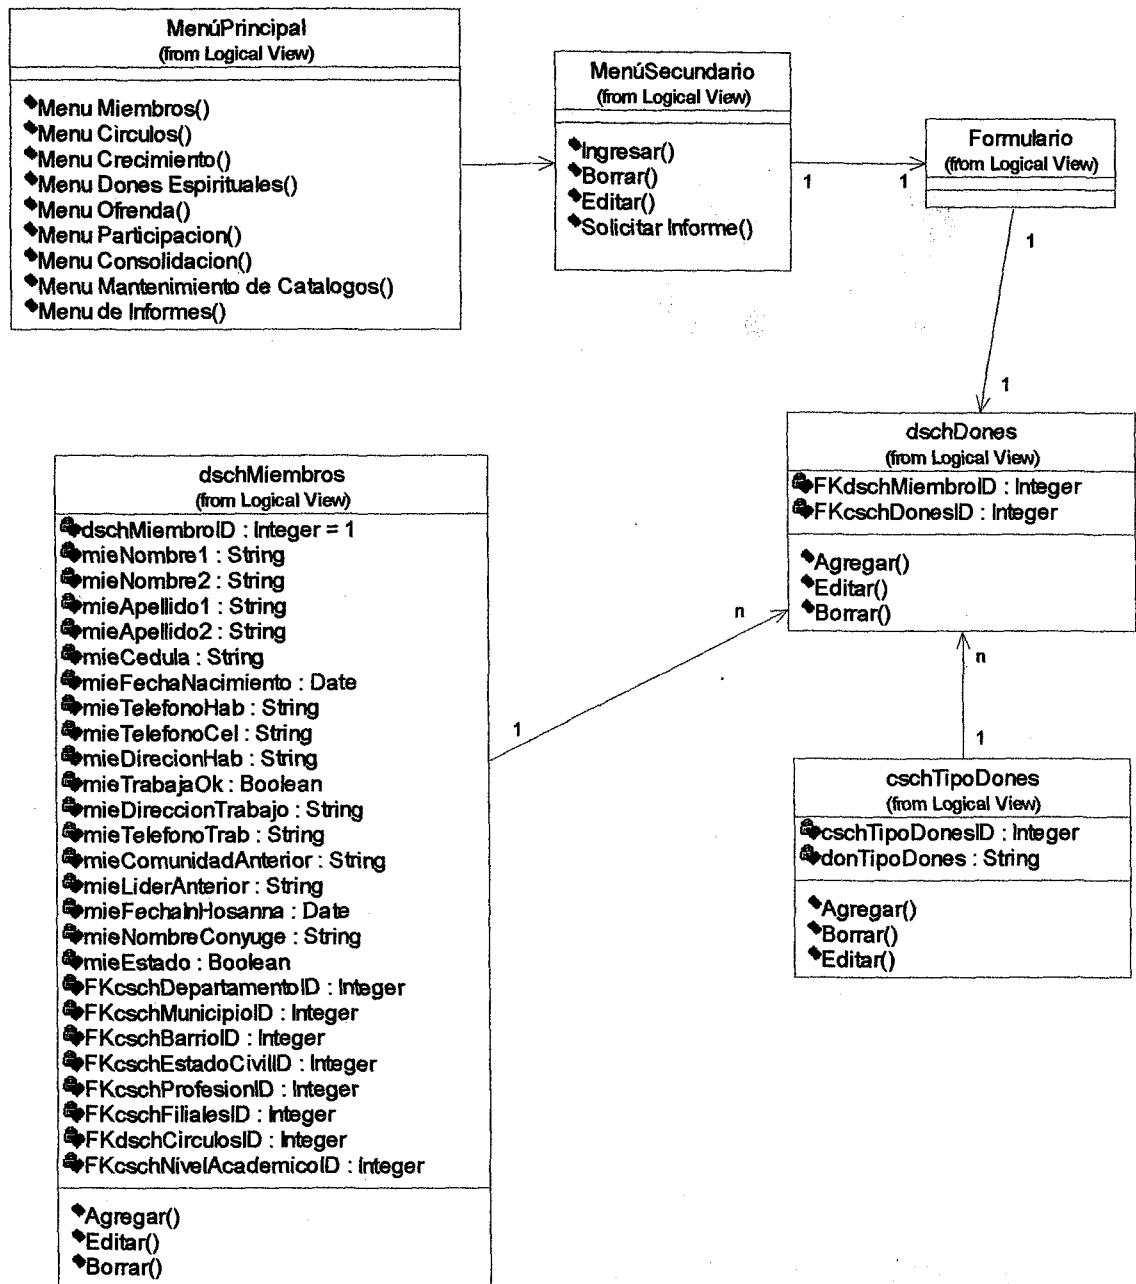 MenúPrincipal
(from Logical View)
Menu Miembros()
Menu Circulos()
Menu Crecimiento()
Menu Dones Espirituales()
Menu Ofrenda()
Menu Participacion()
Menu Consolidacion()
Menu Mantenimiento de Catalogos()
Menu de Informes()
MenúSecundario
(from Logical View)
Ingresar()
Borrar()
Editar()
Solicitar Informe()
1
1
Formulario
(from Logical View)
1
1
dschDones
(from Logical View)
FKdschMiembroID : Integer
FKcschDonesID : Integer
Agregar()
Editar()
Borrar()
dschMiembros
(from Logical View)
dschMiembroID : Integer = 1
mieNombre1 : String
mieNombre2 : String
mieApellido1 : String
mieApellido2 : String
mieCedula : String
mieFechaNacimiento : Date
mieTelefonoHab : String
mieTelefonoCel : String
mieDirecionHab : String
mieTrabajaOk : Boolean
mieDireccionTrabajo : String
mieTelefonoTrab : String
mieComunidadAnterior : String
mieLiderAnterior : String
mieFechaInHosanna : Date
mieNombreConyuge : String
mieEstado : Boolean
FKcschDepartamentoID : Integer
FKcschMunicipioID : Integer
FKcschBarrioID : Integer
FKcschEstadoCivilID : Integer
FKcschProfesionID : Integer
FKcschFilialesID : Integer
FKdschCirculosID : Integer
FKcschNivelAcademicoID : Integer
Agregar()
Editar()
Borrar()
n
1
n
1
cschTipoDones
(from Logical View)
cschTipoDonesID : Integer
donTipoDones : String
Agregar()
Borrar()
Editar()